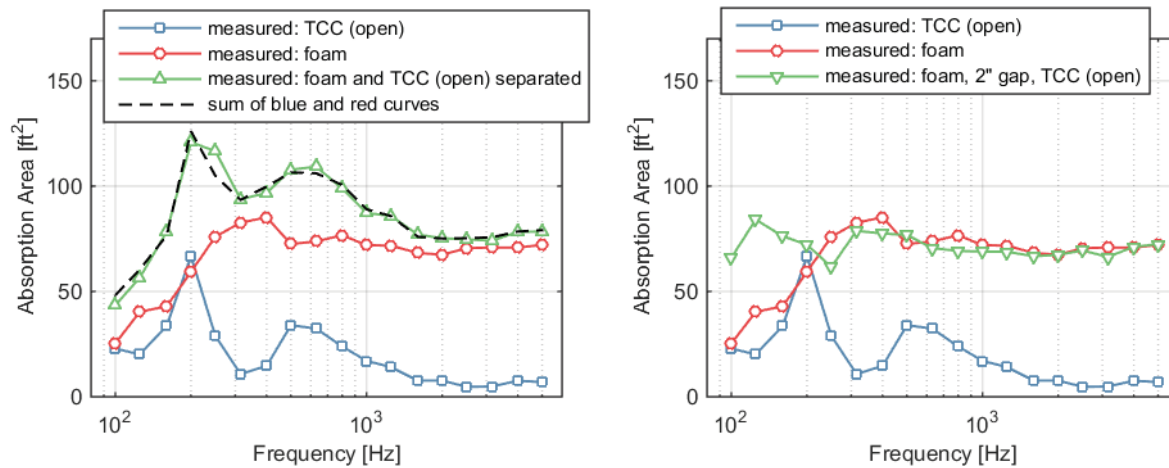 measured: TCC (open)
measured: foam
measured: foam and TCC (open) separated
sum of blue and red curves
150
100
50
0
Absorption Area [ft²]
10² 10³
Frequency [Hz]
measured: TCC (open)
measured: foam
measured: foam, 2" gap, TCC (open)
150
100
50
0
Absorption Area [ft²]
10² 10³
Frequency [Hz]